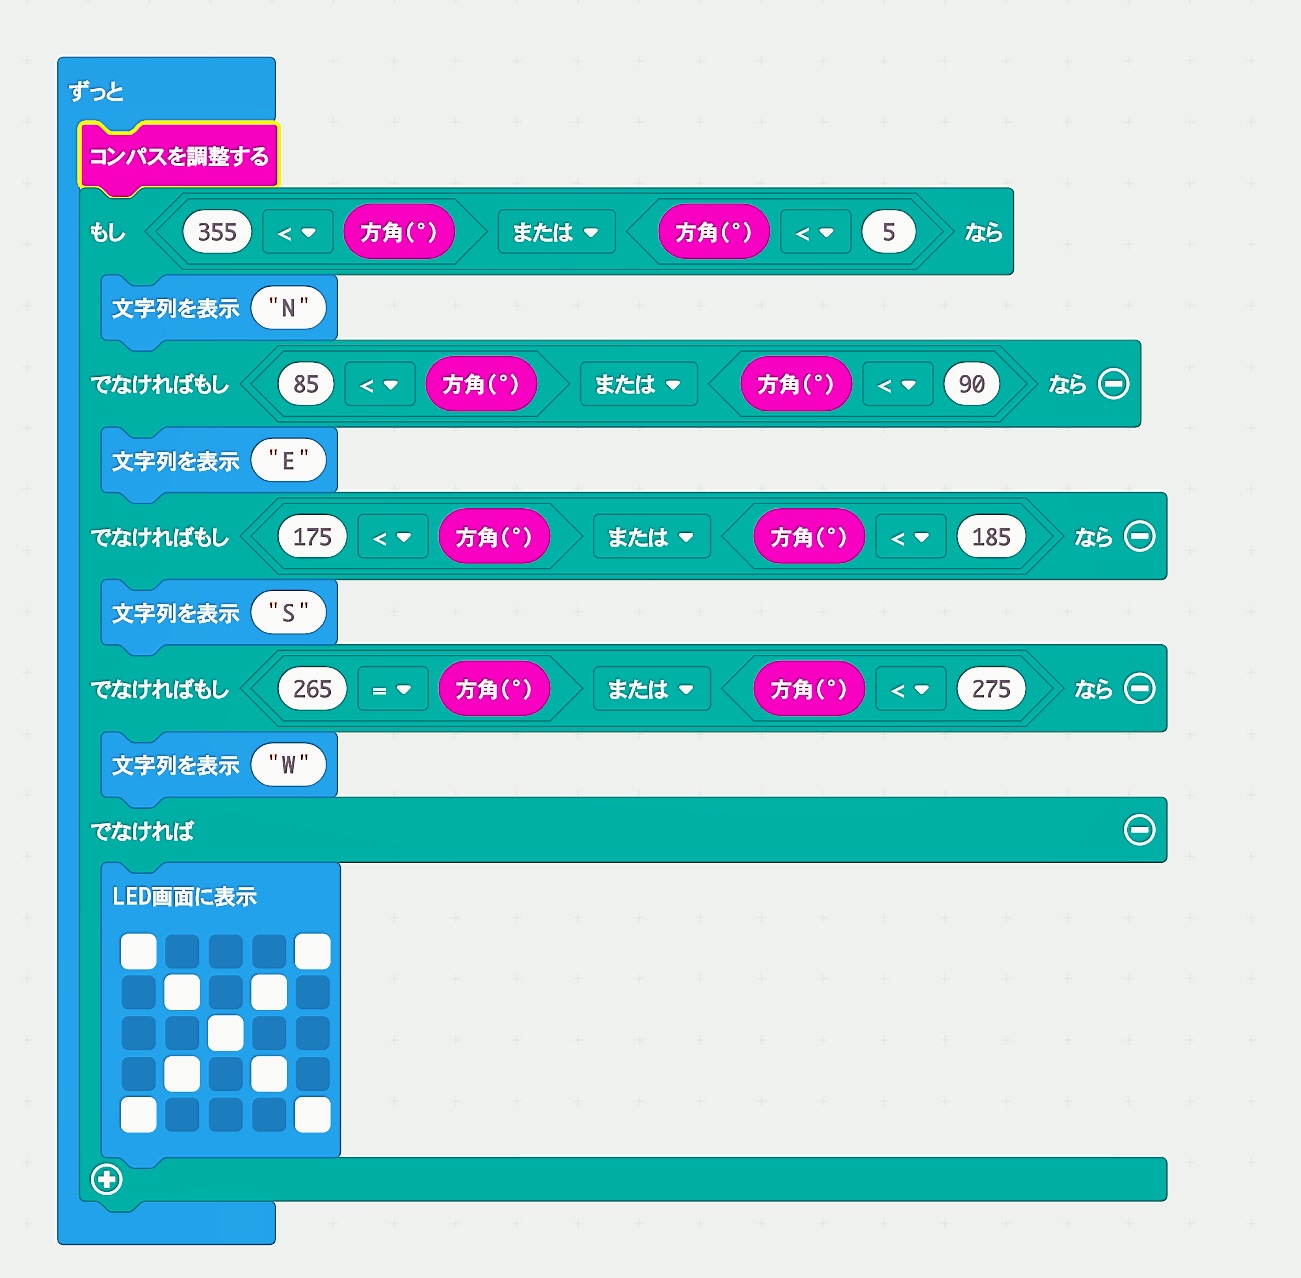 ずっと
コンパスを調整する
もし 355 < 方角(°) または 方角(°) < 5 なら
文字列を表示 "N"
でなければもし 85 < 方角(°) または 方角(°) < 90 なら
文字列を表示 "E"
でなければもし 175 < 方角(°) または 方角(°) < 185 なら
文字列を表示 "S"
でなければもし 265 = 方角(°) または 方角(°) < 275 なら
文字列を表示 "W"
でなければ
LED画面に表示